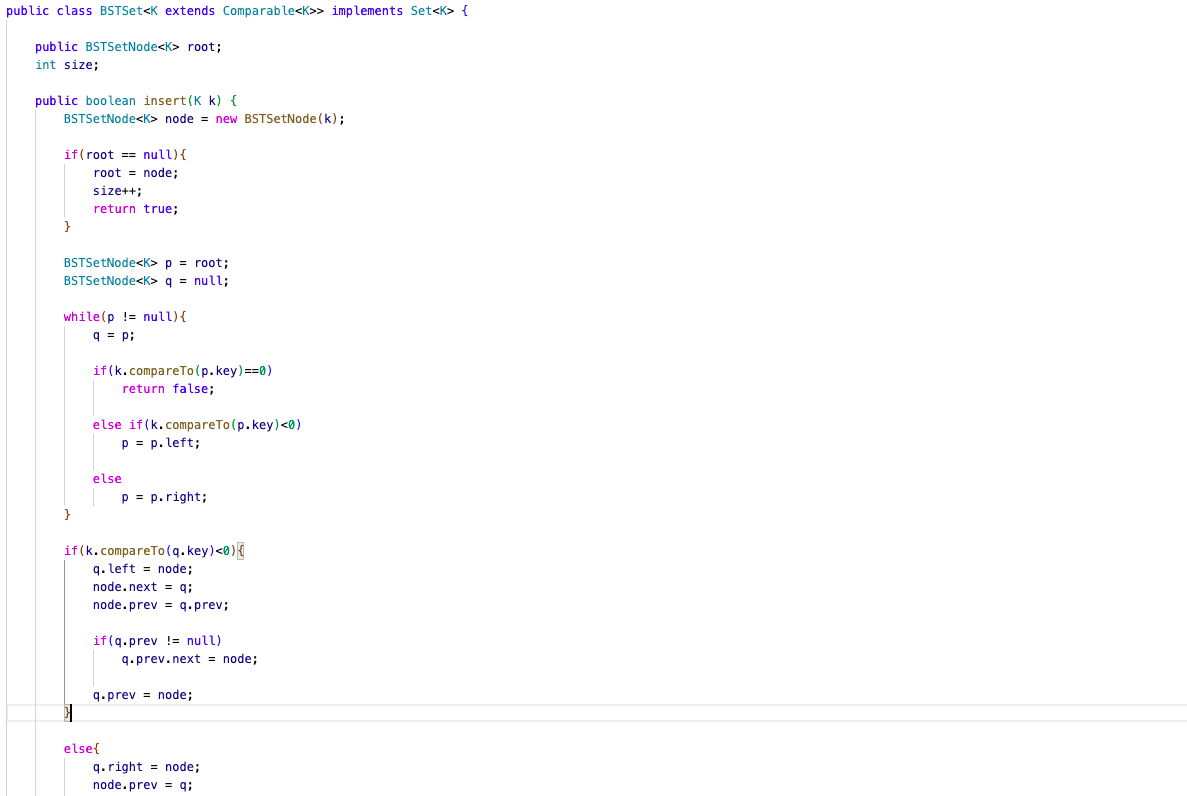 public class BSTSet<K extends Comparable<K>> implements Set<K> {
public BSTSetNode<K> root;
int size;
public boolean insert(K k) {
BSTSetNode<K> node = new BSTSetNode(k);
if(root == null){
root = node;
size++;
return true;
}
BSTSetNode<K> p = root;
BSTSetNode<K> q = null;
while(p != null){
q = p;
if(k.compareTo(p.key)==0)
return false;
else if(k.compareTo(p.key)<0)
p = p.left;
else
p = p.right;
}
if(k.compareTo(q.key)<0){
q.left = node;
node.next = q;
node.prev = q.prev;
if(q.prev != null)
q.prev.next = node;
q.prev = node;
}
else{
q.right = node;
node.prev = q;